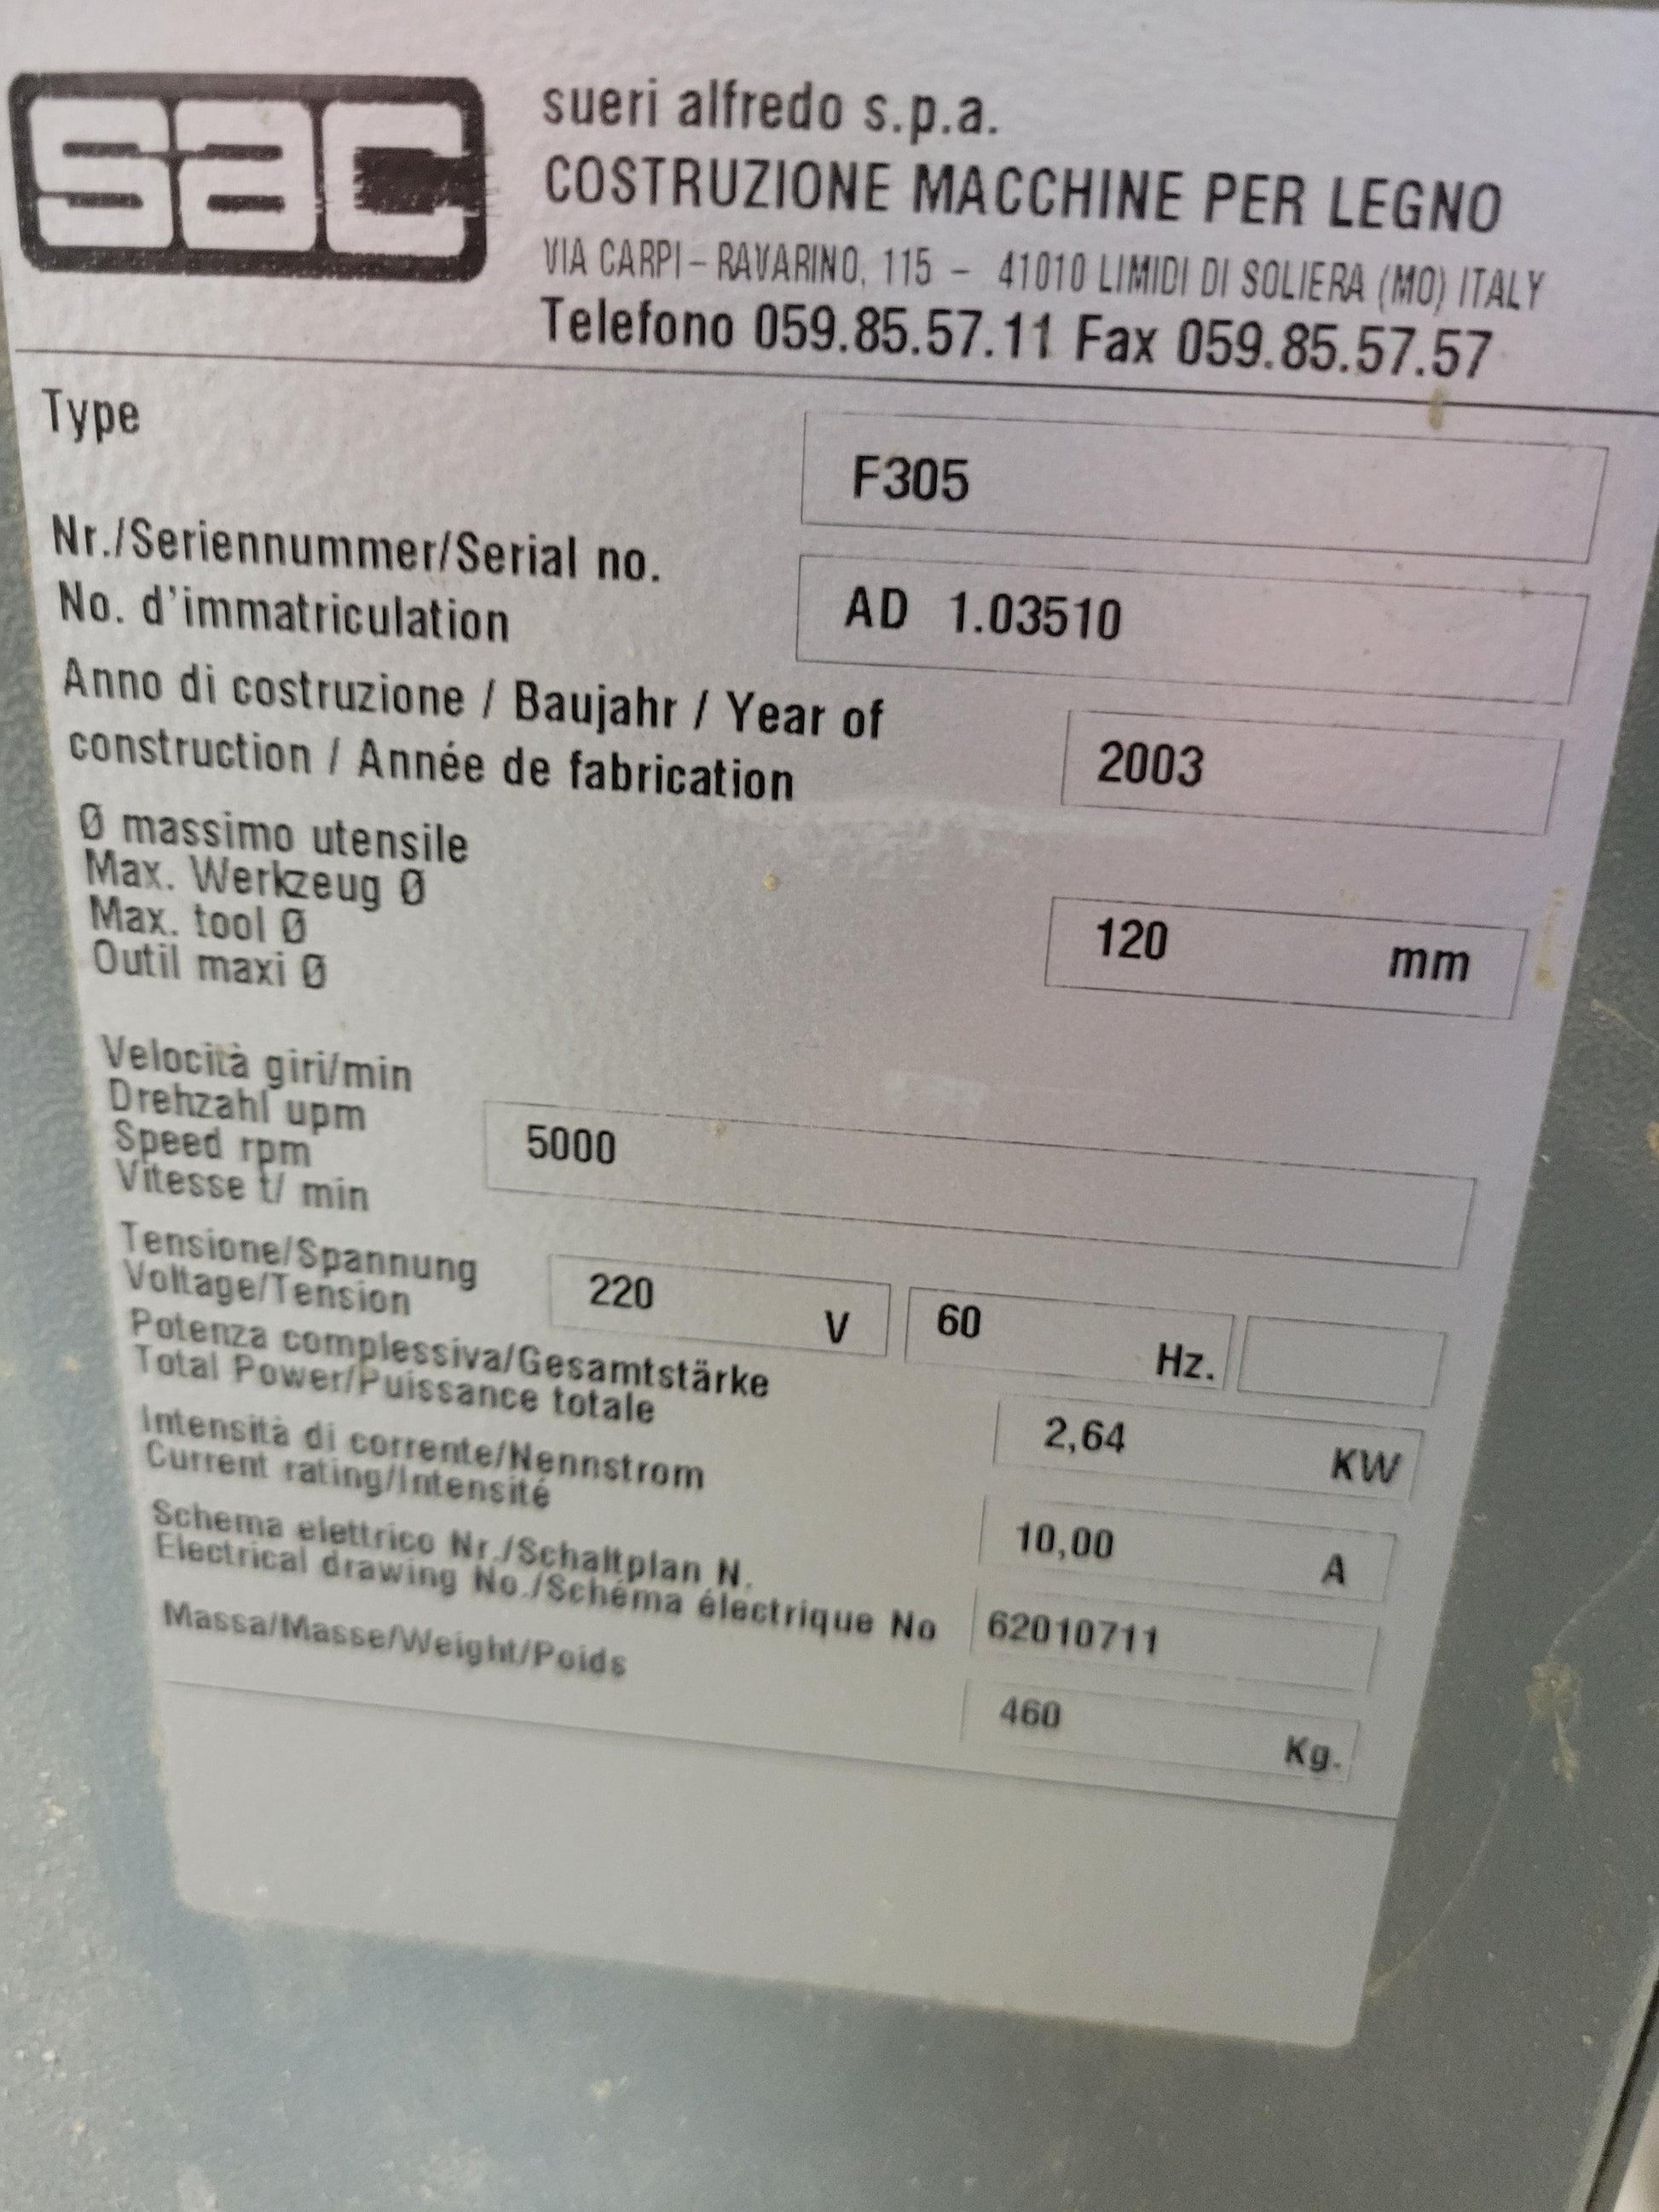 sac
sueri alfredo s.p.a.
COSTRUZIONE MACCHINE PER LEGNO
VIA CARPI – RAVARINO, 115 – 41010 LIMIDI DI SOLIERA (MO) ITALY
Telefono 059.85.57.11 Fax 059.85.57.57
Type
F305
Nr./Seriennummer/Serial no.
No. d'immatriculation
AD 1.03510
Anno di costruzione / Baujahr / Year of
construction / Année de fabrication
2003
Ø massimo utensile
Max. Werkzeug Ø
Max. tool Ø
Outil maxi Ø
120 mm
Velocità giri/min
Drehzahl upm
Speed rpm
Vitesse t/ min
5000
Tensione/Spannung
Voltage/Tension
220 V 60 Hz.
Potenza complessiva/Gesamtstärke
Total Power/Puissance totale
2,64 KW
Intensità di corrente/Nennstrom
Current rating/Intensité
10,00 A
Schema elettrico Nr./Schaltplan N.
Electrical drawing No./Schéma électrique No
62010711
Massa/Masse/Weight/Poids
460 Kg.